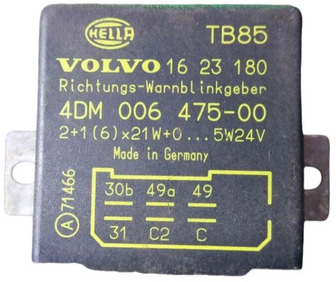 HELLA TB85
VOLVO 16 23 180
Richtungs-Warnblinkgeber
4DM 006 475-00
2+1(6)x21W+0...5W24V
Made in Germany
A 71466
30b 49a 49
31 C2 C